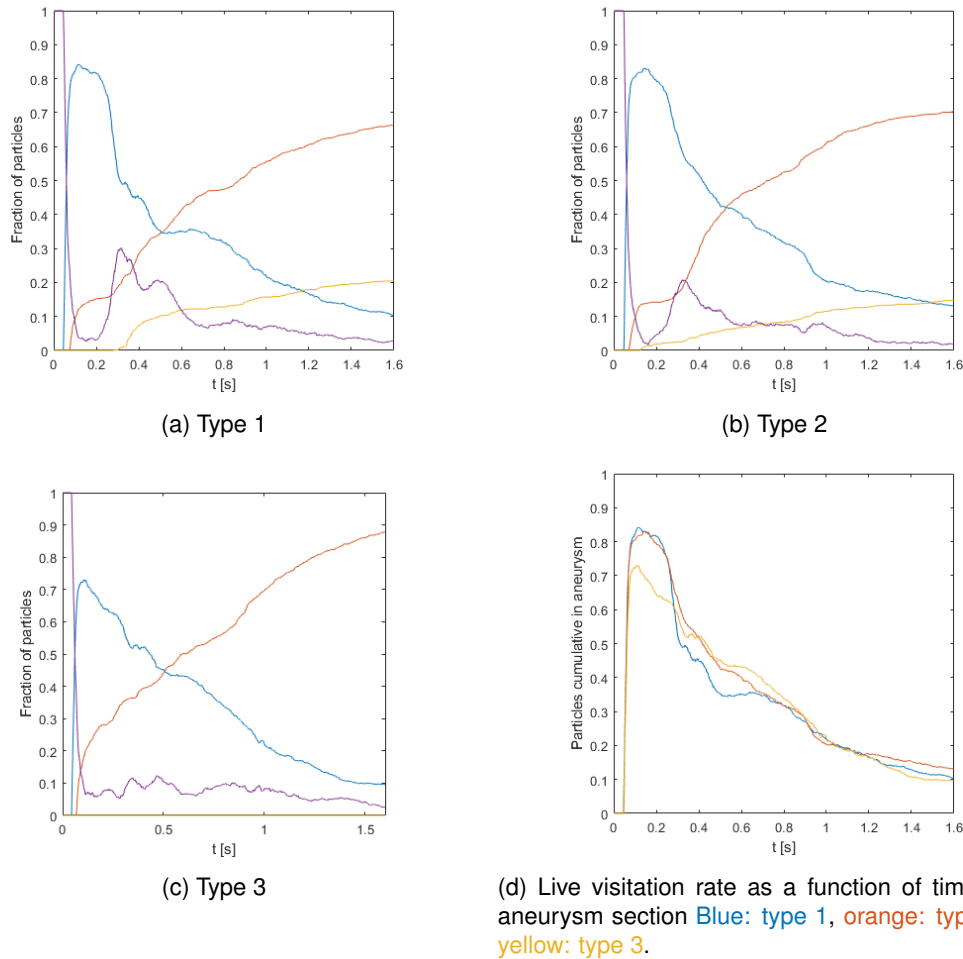 1
0.9
0.8
0.7
0.6
0.5
0.4
0.3
0.2
0.1
0
Fraction of particles
0 0.2 0.4 0.6 0.8 1 1.2 1.4 1.6
t [s]
(a) Type 1
1
0.9
0.8
0.7
0.6
0.5
0.4
0.3
0.2
0.1
0
Fraction of particles
0 0.2 0.4 0.6 0.8 1 1.2 1.4 1.6
t [s]
(b) Type 2
1
0.9
0.8
0.7
0.6
0.5
0.4
0.3
0.2
0.1
0
Fraction of particles
0 0.5 1 1.5
t [s]
(c) Type 3
1
0.9
0.8
0.7
0.6
0.5
0.4
0.3
0.2
0.1
0
Particles cumulative in aneurysm
0 0.2 0.4 0.6 0.8 1 1.2 1.4 1.6
t [s]
(d) Live visitation rate as a function of tim
aneurysm section Blue: type 1, orange: typ
yellow: type 3.